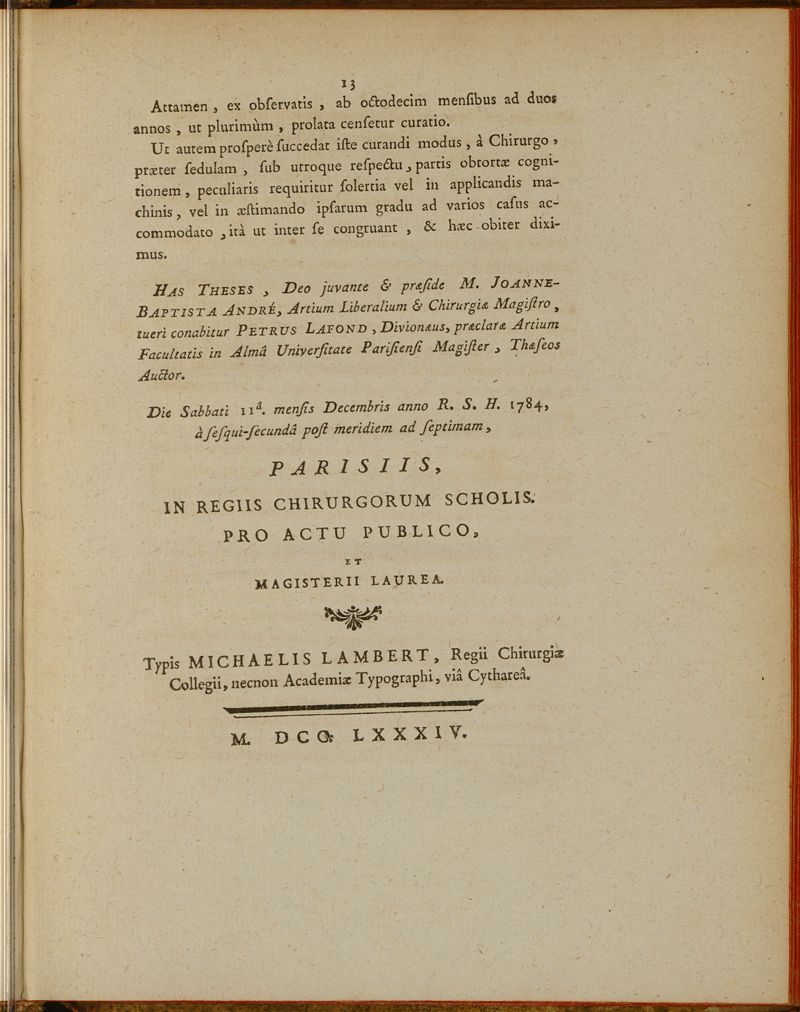 13
Attamen, ex obſervatis, ab octodecim menſibus ad duos
annos, ut plurimùm, prolata cenſetur curatio.
Ut autem proſperè ſuccedat iſte curandi modus, à Chirurgo,
præter ſedulam, ſub utroque reſpectu, partis obtortæ cogni-
tionem, peculiaris requiritur ſolertia vel in applicandis ma-
chinis, vel in æſtimando ipſarum gradu ad varios caſus ac-
commodato, ità ut inter ſe congruant, & hæc obiter dixi-
mus.
HAS THESES, Deo juvante & præſide M. JOANNE-
BAPTISTA ANDRÉ, Artium Liberalium & Chirurgiæ Magiſtro,
tueri conabitur PETRUS LAFOND, Divionæus, præclaræ Artium
Facultatis in Almâ Univerſitate Pariſienſi Magiſter, Thæſeos
Auctor.
Die Sabbati 11â. menſis Decembris anno R. S. H. 1784,
à ſeſqui-ſecundâ poſt meridiem ad ſeptimam,
PARISIIS,
IN REGIIS CHIRURGORUM SCHOLIS.
PRO ACTU PUBLICO,
ET
MAGISTERII LAUREA.
Typis MICHAELIS LAMBERT, Regii Chirurgiæ
Collegii, necnon Academiæ Typographi, viâ Cythareâ.
M. DCC. LXXXIV.